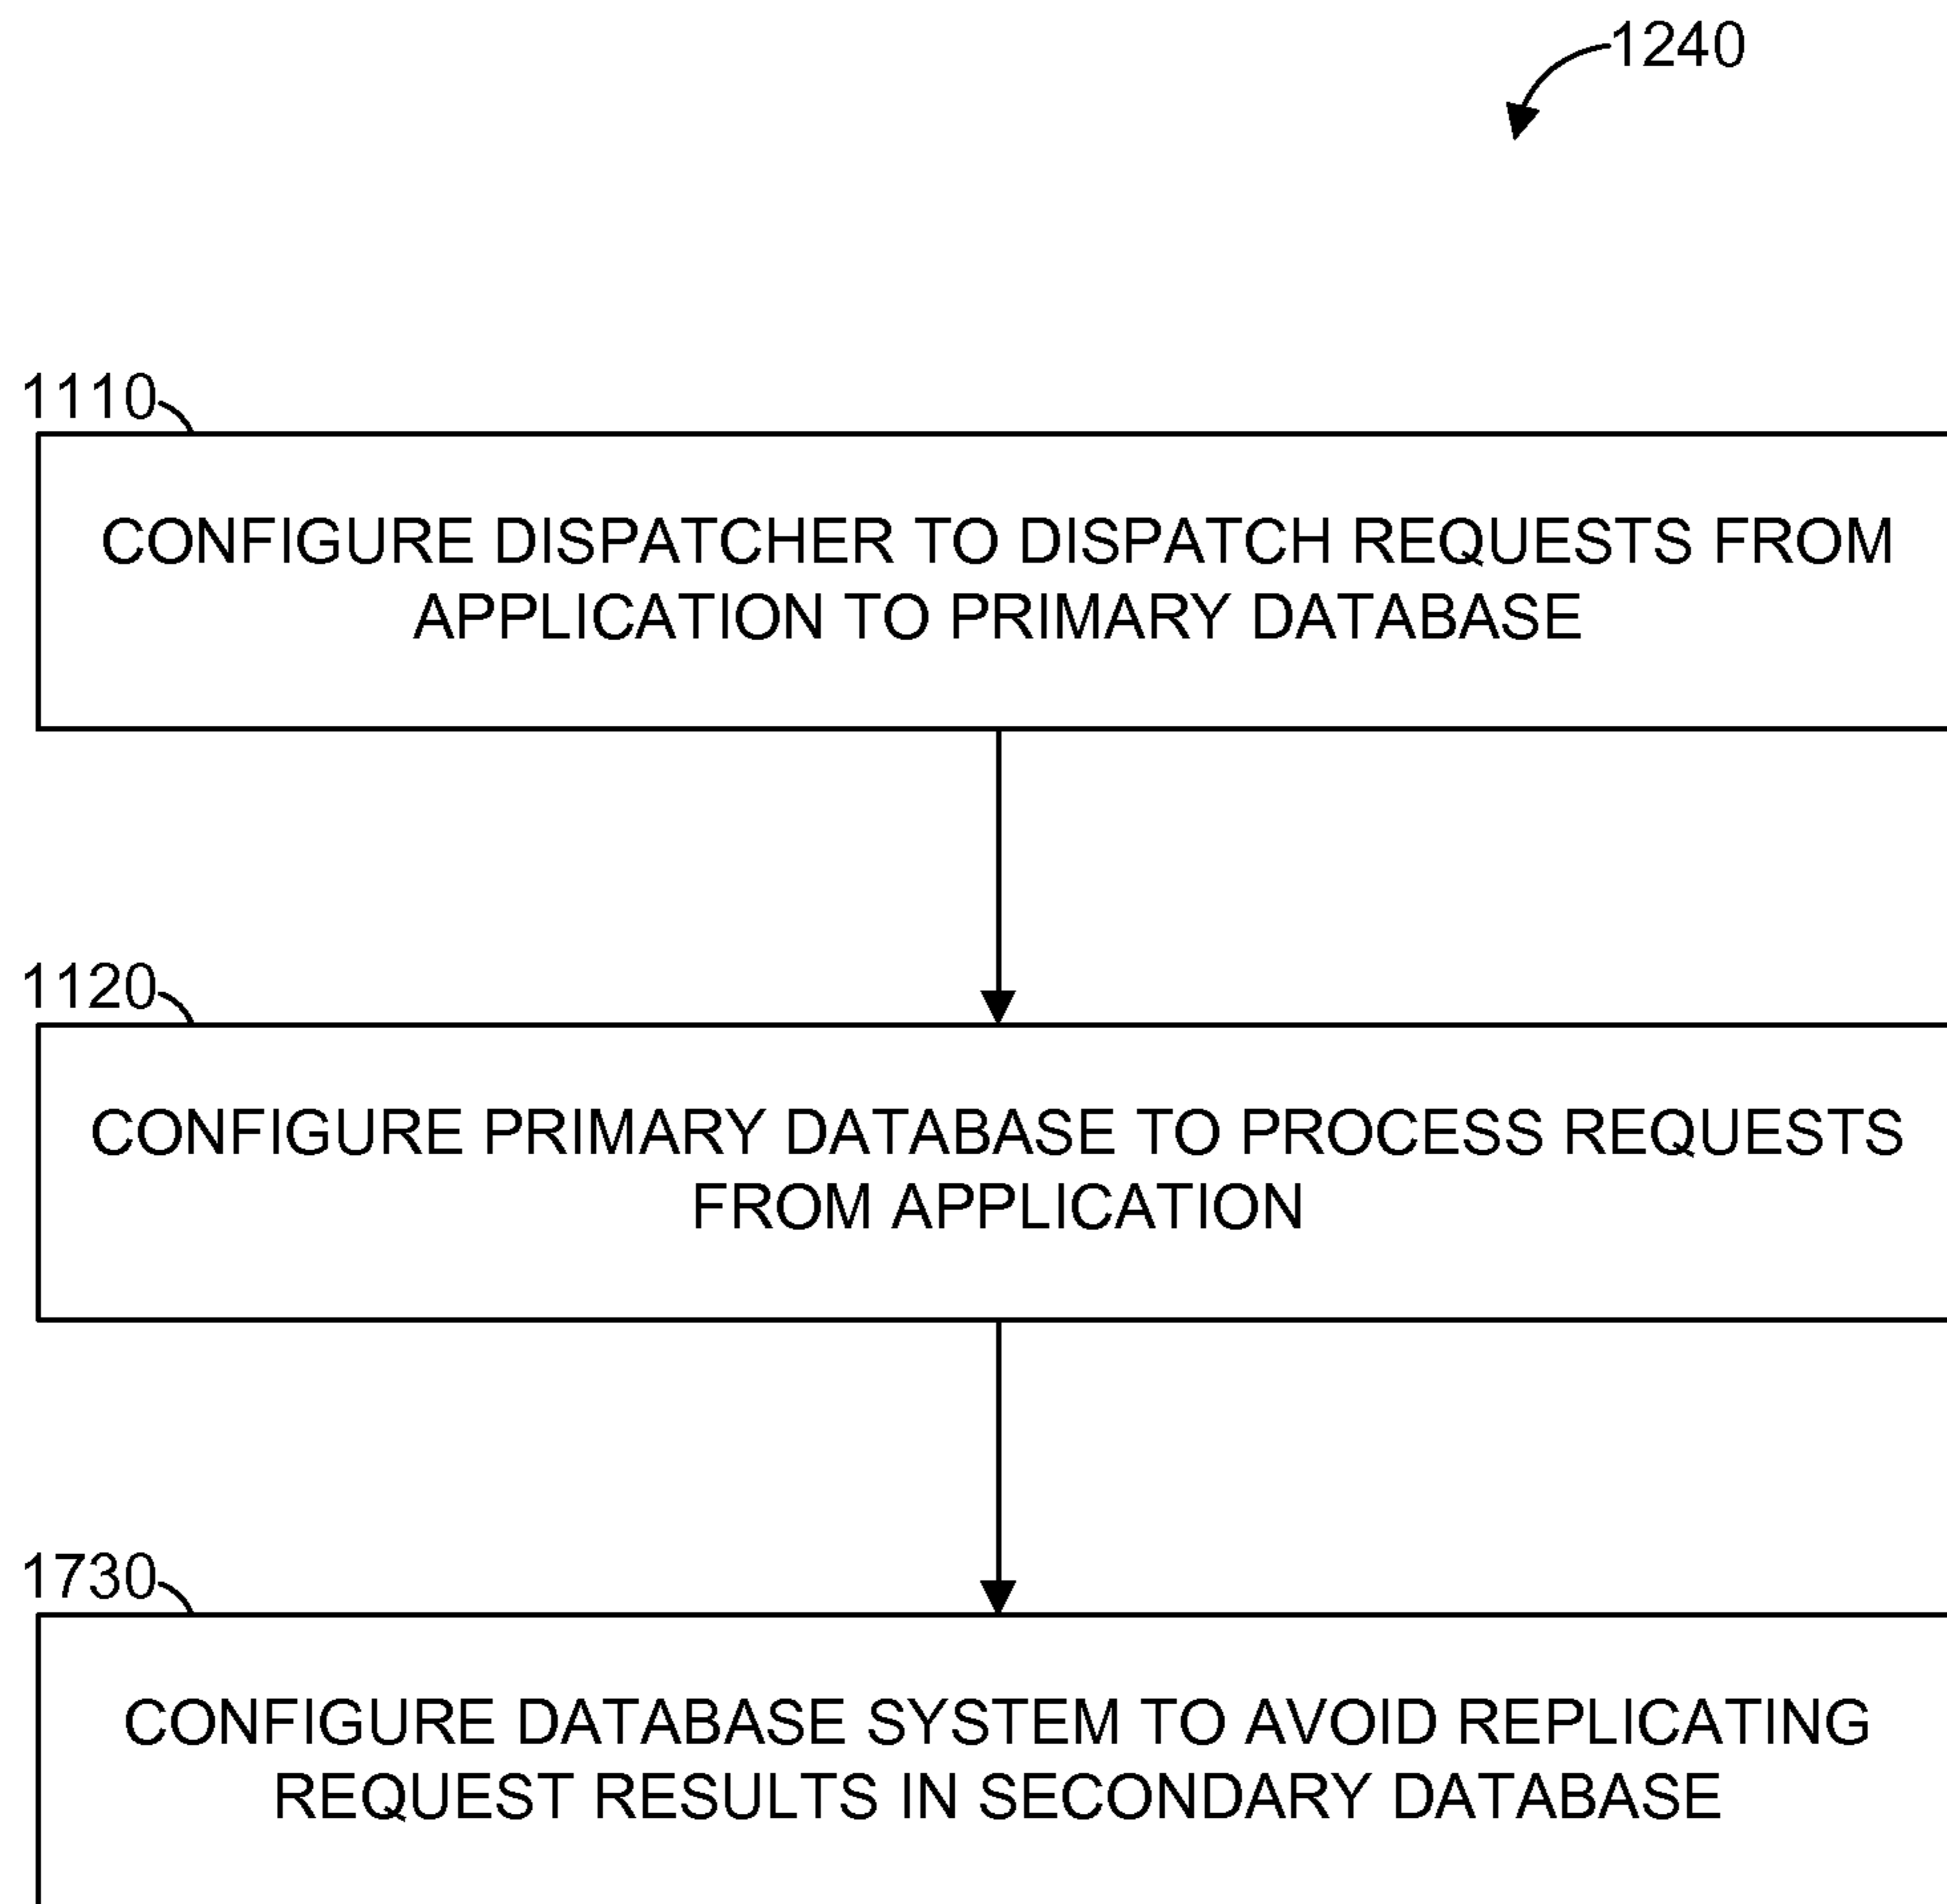 1240
1110
CONFIGURE DISPATCHER TO DISPATCH REQUESTS FROM
APPLICATION TO PRIMARY DATABASE
1120
CONFIGURE PRIMARY DATABASE TO PROCESS REQUESTS
FROM APPLICATION
1730
CONFIGURE DATABASE SYSTEM TO AVOID REPLICATING
REQUEST RESULTS IN SECONDARY DATABASE